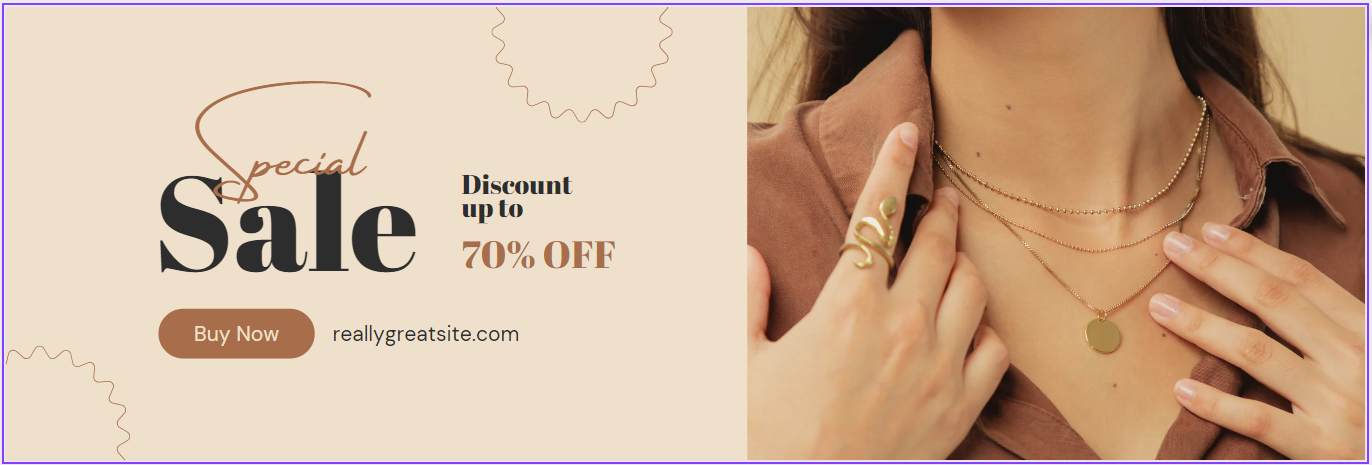 Special
Sale
Discount
up to
70% OFF
Buy Now
reallygreatsite.com